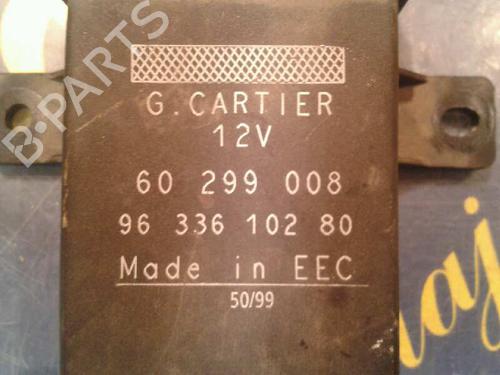 B-PARTS
G. CARTIER
12V
60 299 008
96 336 102 80
Made in EEC
50/99